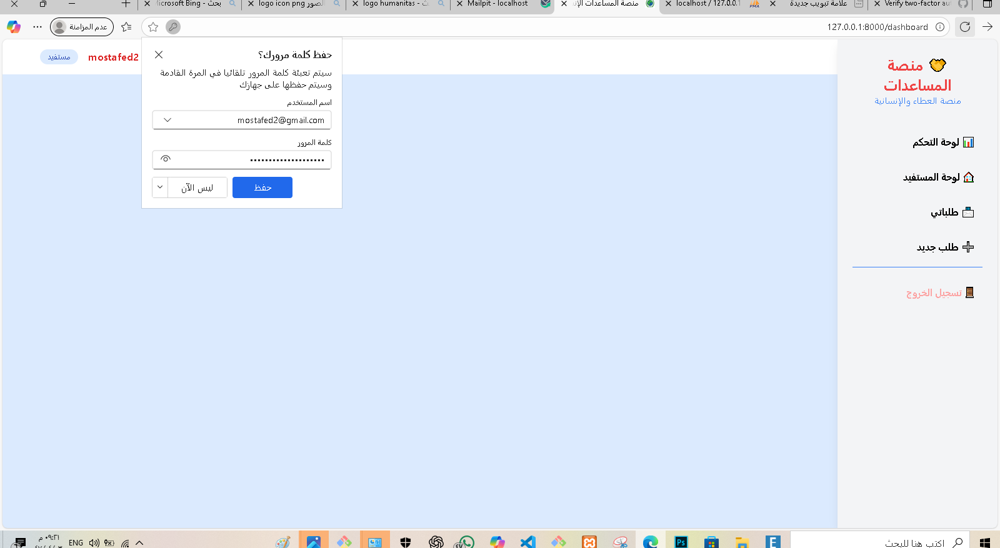 Verify two-factor au
علامة تبويب جديدة
localhost / 127.0.0.1
منصة المساعدات
Mailpit - localhost
logo humanitas -
logo icon png الصور
بحث - Microsoft Bing
127.0.0.1:8000/dashboard
عدم المزامنة
منصة
المساعدات
منصة العطاء والإنسانية
لوحة التحكم
لوحة المستفيد
طلباتي
طلب جديد
تسجيل الخروج
mostafed2
مستفيد
حفظ كلمة مرورك؟
سيتم تعبئة كلمة المرور تلقائيا في المرة القادمة
وسيتم حفظها على جهازك
اسم المستخدم
mostafed2@gmail.com
كلمة المرور
حفظ
ليس الآن
اكتب هنا للبحث
ENG
٠٩:٢١ م